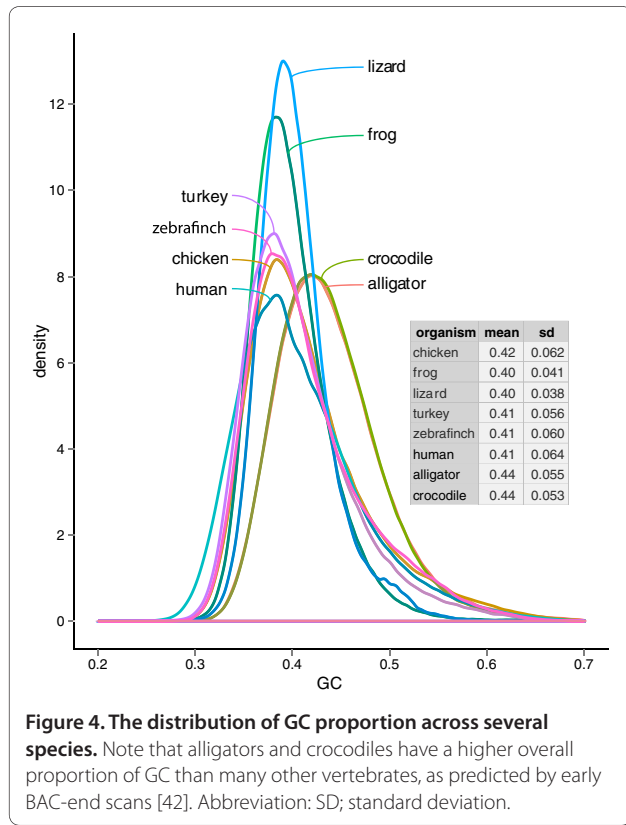 12
10
8
6
4
2
0
density
lizard
frog
turkey
zebrafinch
chicken
human
crocodile
alligator
organism mean sd
chicken 0.42 0.062
frog 0.40 0.041
lizard 0.40 0.038
turkey 0.41 0.056
zebrafinch 0.41 0.060
human 0.41 0.064
alligator 0.44 0.055
crocodile 0.44 0.053
0.2 0.3 0.4 0.5 0.6 0.7
GC
Figure 4. The distribution of GC proportion across several
species. Note that alligators and crocodiles have a higher overall
proportion of GC than many other vertebrates, as predicted by early
BAC-end scans [42]. Abbreviation: SD; standard deviation.